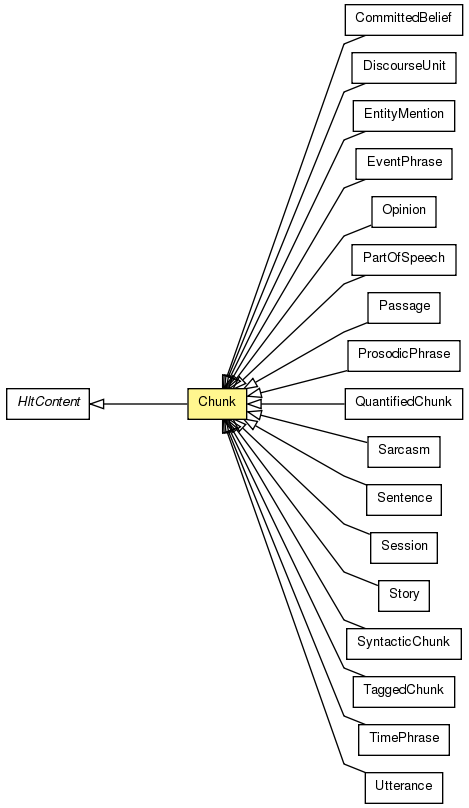 CommittedBelief
DiscourseUnit
EntityMention
EventPhrase
Opinion
PartOfSpeech
Passage
ProsodicPhrase
HltContent
Chunk
QuantifiedChunk
Sarcasm
Sentence
Session
Story
SyntacticChunk
TaggedChunk
TimePhrase
Utterance